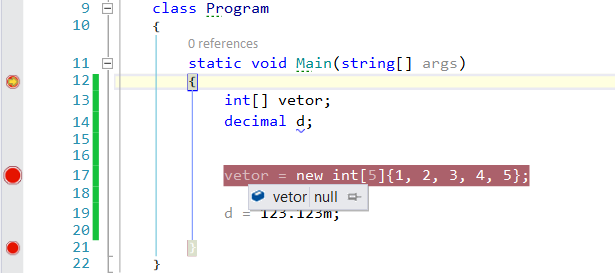 9 class Program
10 {
0 references
11 static void Main(string[] args)
12 {
13 int[] vetor;
14 decimal d;
15
16
17 vetor = new int[5]{1, 2, 3, 4, 5};
18 vetor null
19 d = 123.123m;
20
21 }
22 }